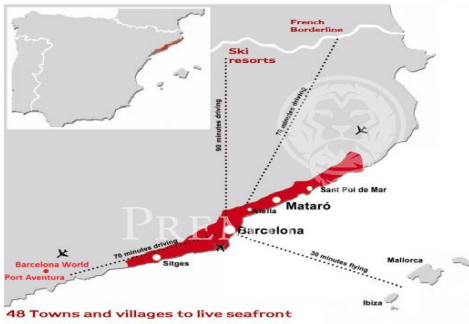 French
Borderline
Ski
resorts
90 minutes driving
75 minutes driving
Sant Pol de Mar
Alella
Mataró
Barcelona
70 minutes driving
30 minutes flying
Barcelona World
Port Aventura
Sitges
Mallorca
Ibiza
48 Towns and villages to live seafront